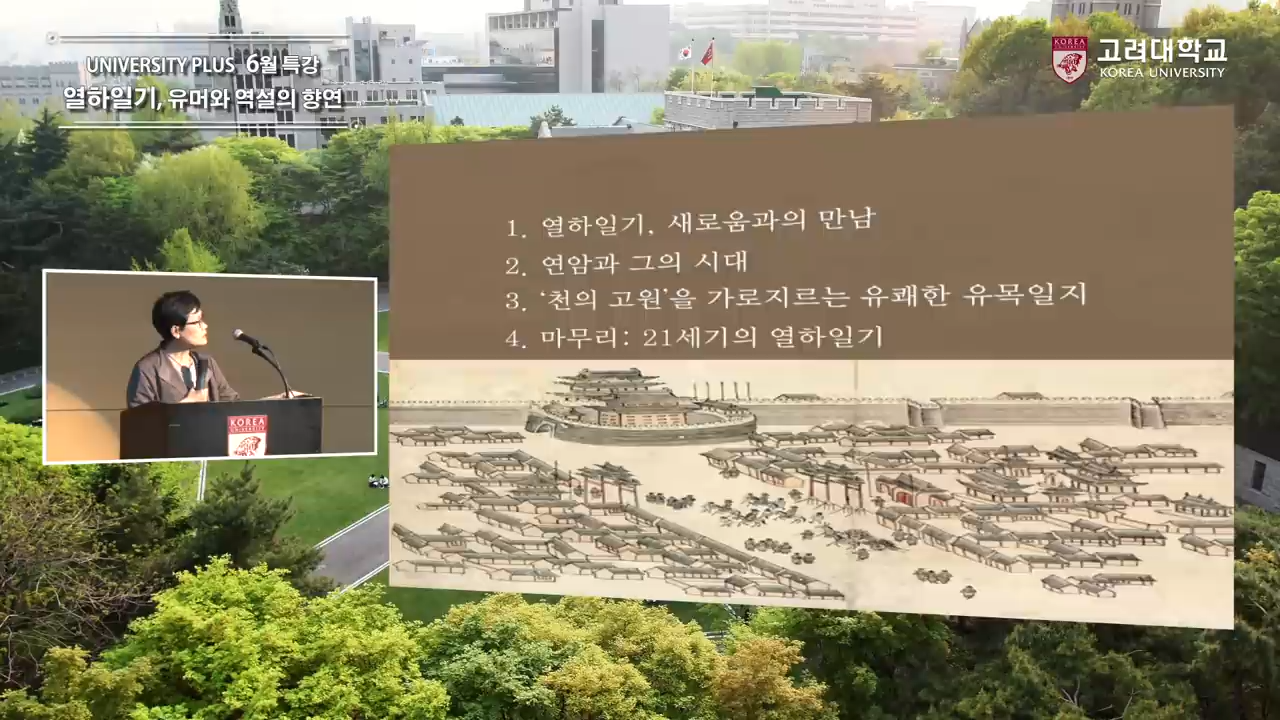 UNIVERSITY PLUS 6월 특강
열하일기, 유머와 역설의 향연
KOREA
UNIVERSITY
고려대학교
KOREA UNIVERSITY
1. 열하일기, 새로움과의 만남
2. 연암과 그의 시대
3. ‘천의 고원’을 가로지르는 유쾌한 유목일지
4. 마무리: 21세기의 열하일기
KOREA
UNIVERSITY